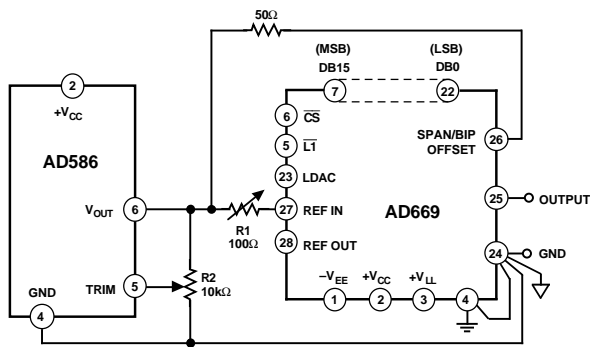 50Ω
(MSB)
DB15
(LSB)
DB0
7
22
2
+VCC
AD586
6
CS
5
L1
23
LDAC
SPAN/BIP
OFFSET
26
VOUT
6
R1
100Ω
27
REF IN
AD669
25
OUTPUT
28
REF OUT
24
GND
TRIM
5
R2
10kΩ
–VEE
+VCC
+VLL
1
2
3
4
GND
4